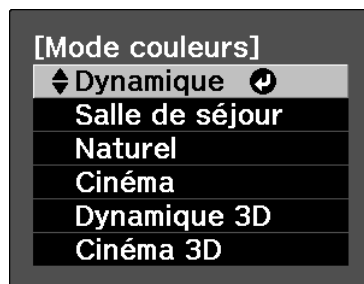 [Mode couleurs]
Dynamique
Salle de séjour
Naturel
Cinéma
Dynamique 3D
Cinéma 3D